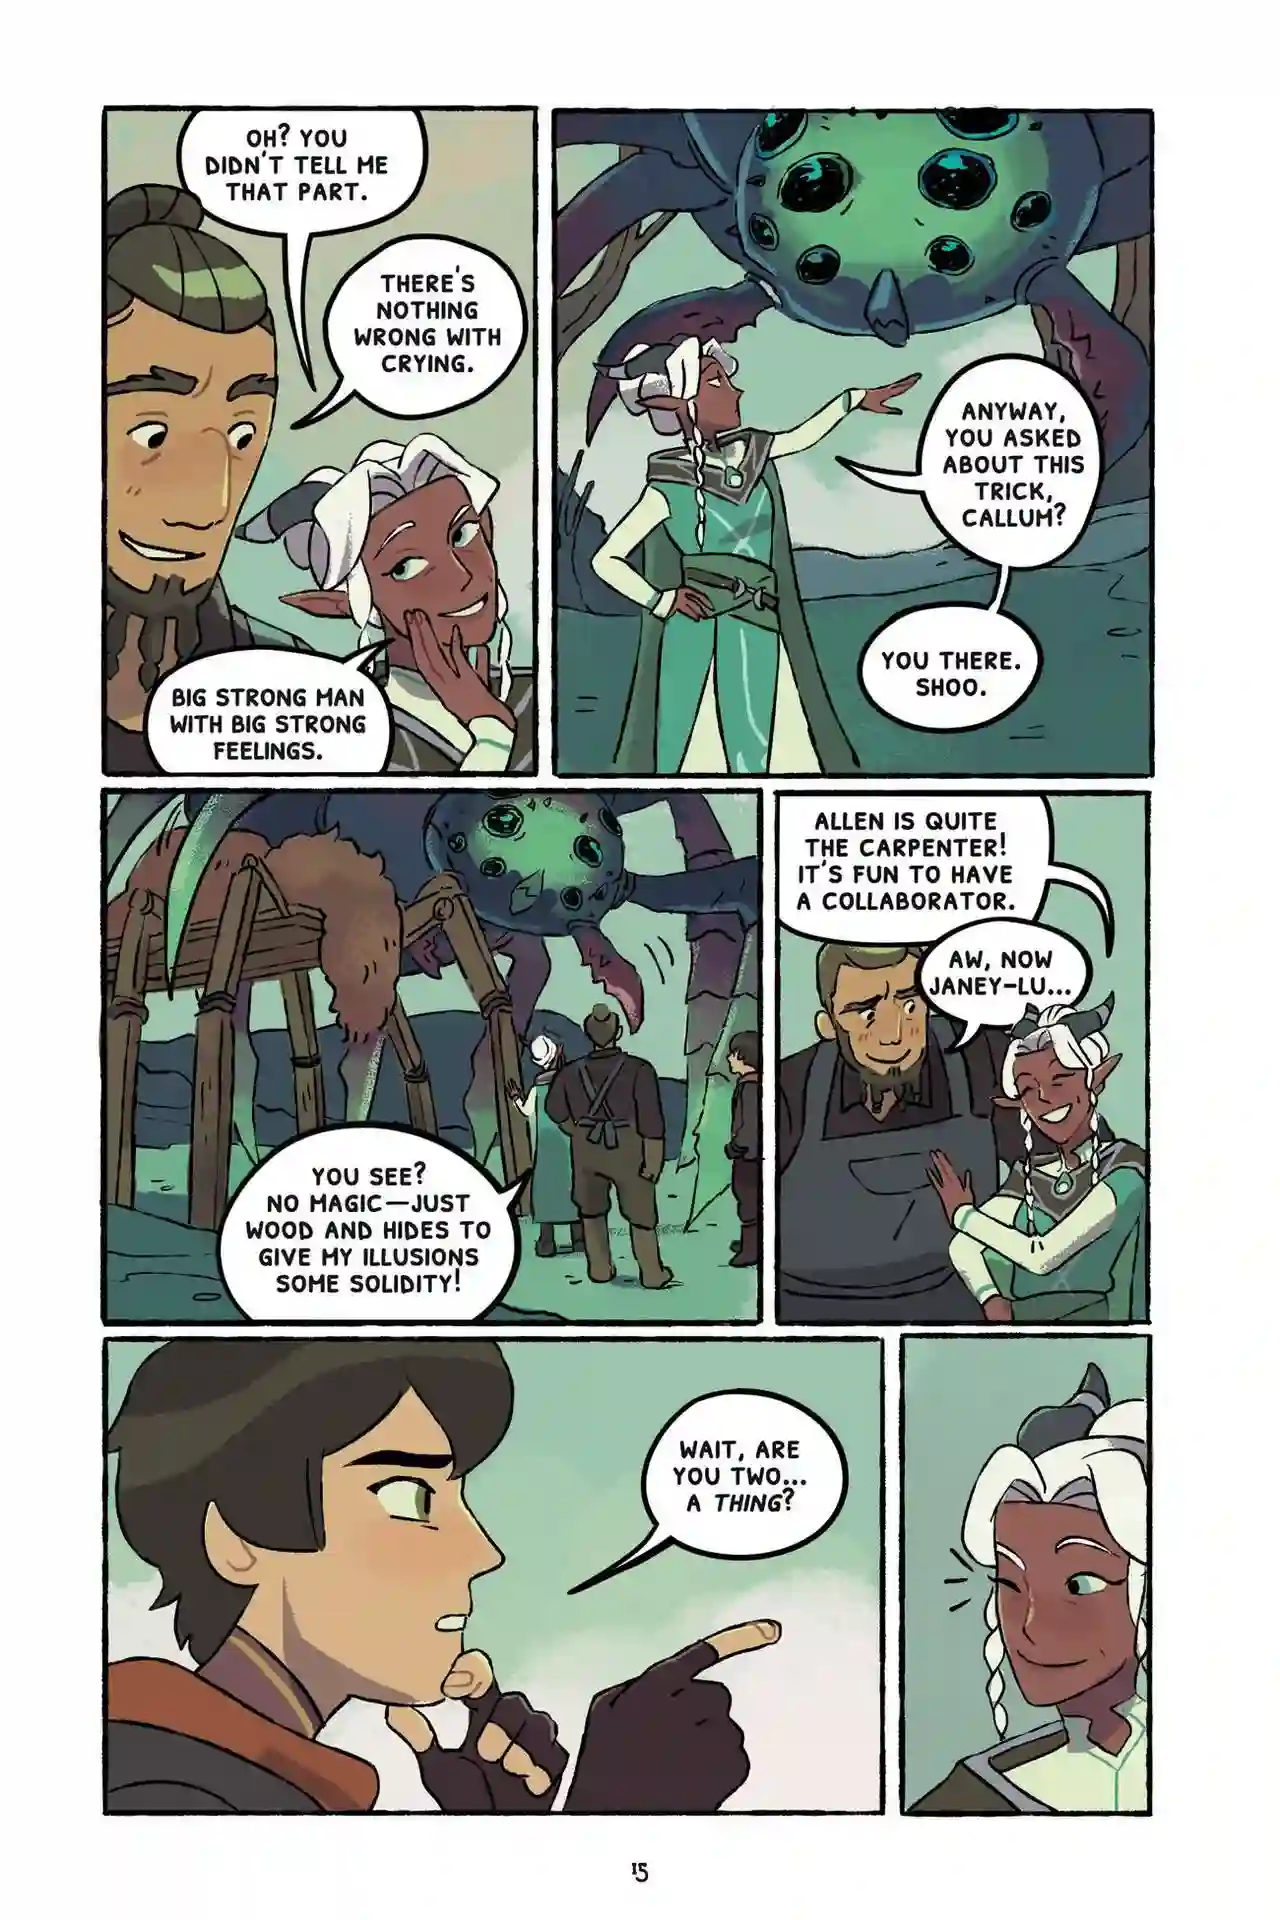 OH? YOU
DIDN'T TELL ME
THAT PART.
THERE'S
NOTHING
WRONG WITH
CRYING.
BIG STRONG MAN
WITH BIG STRONG
FEELINGS.
ANYWAY,
YOU ASKED
ABOUT THIS
TRICK,
CALLUM?
YOU THERE.
SHOO.
YOU SEE?
NO MAGIC—JUST
WOOD AND HIDES TO
GIVE MY ILLUSIONS
SOME SOLIDITY!
ALLEN IS QUITE
THE CARPENTER!
IT'S FUN TO HAVE
A COLLABORATOR.
AW, NOW
JANEY-LU...
WAIT, ARE
YOU TWO...
A THING?
15